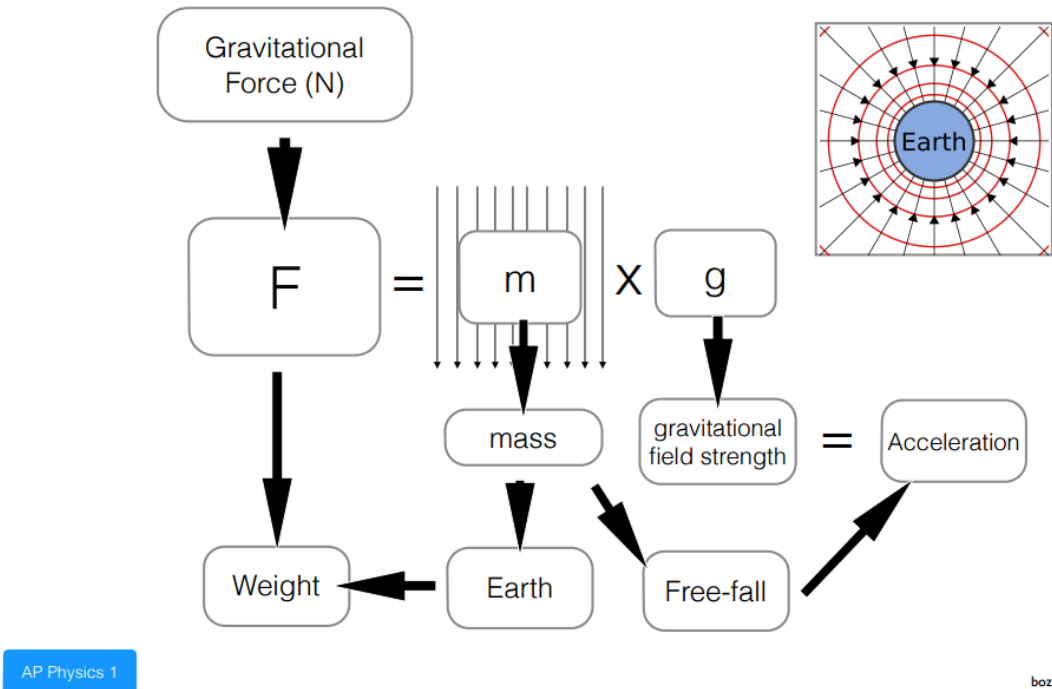 Gravitational
Force (N)
Earth
F = m x g
mass
gravitational
field strength
=
Acceleration
Weight
Earth
Free-fall
AP Physics 1
boz